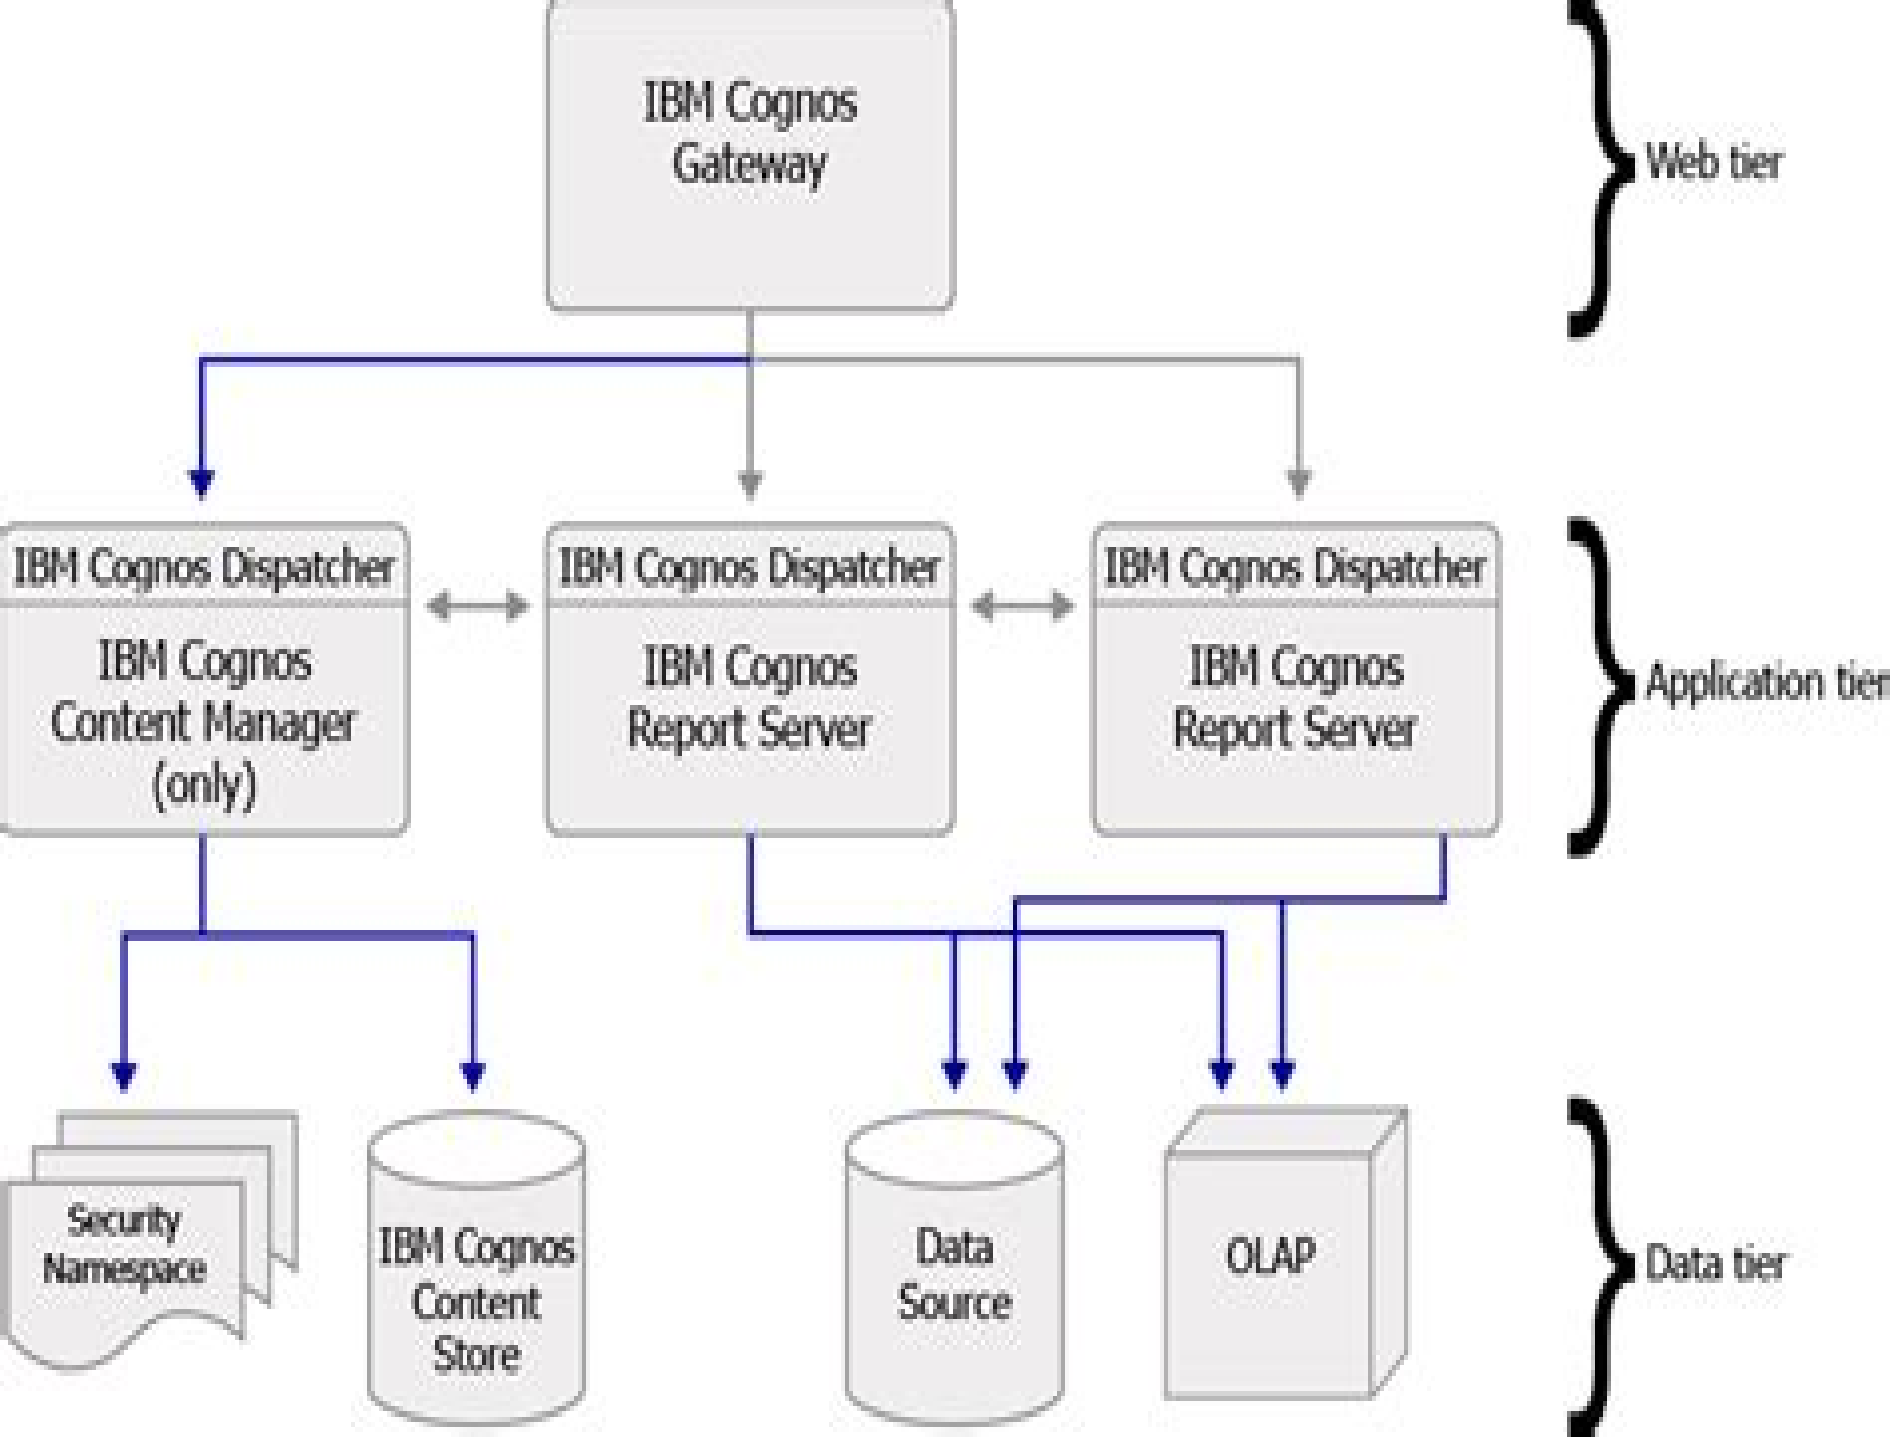 IBM Cognos
Gateway
Web tier
IBM Cognos Dispatcher
IBM Cognos
Content Manager
(only)
IBM Cognos Dispatcher
IBM Cognos
Report Server
IBM Cognos Dispatcher
IBM Cognos
Report Server
Application tier
Security
Namespace
IBM Cognos
Content
Store
Data
Source
OLAP
Data tier